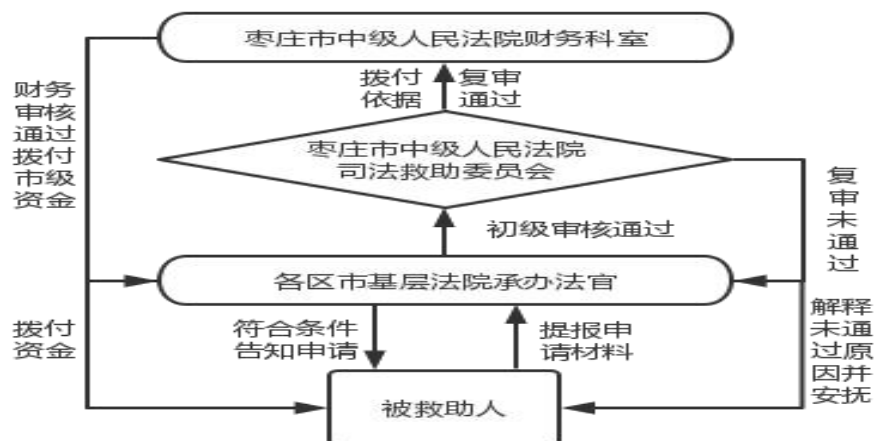 枣庄市中级人民法院财务科室
拨付
依据
复审
通过
财务
审核
通过
拨付
市级
资金
枣庄市中级人民法院
司法救助委员会
复
审
未
通
过
初级审核通过
各区市基层法院承办法官
拨付
资金
符合条件
告知申请
提报申
请材料
解释
未通
过原
因并
安抚
被救助人